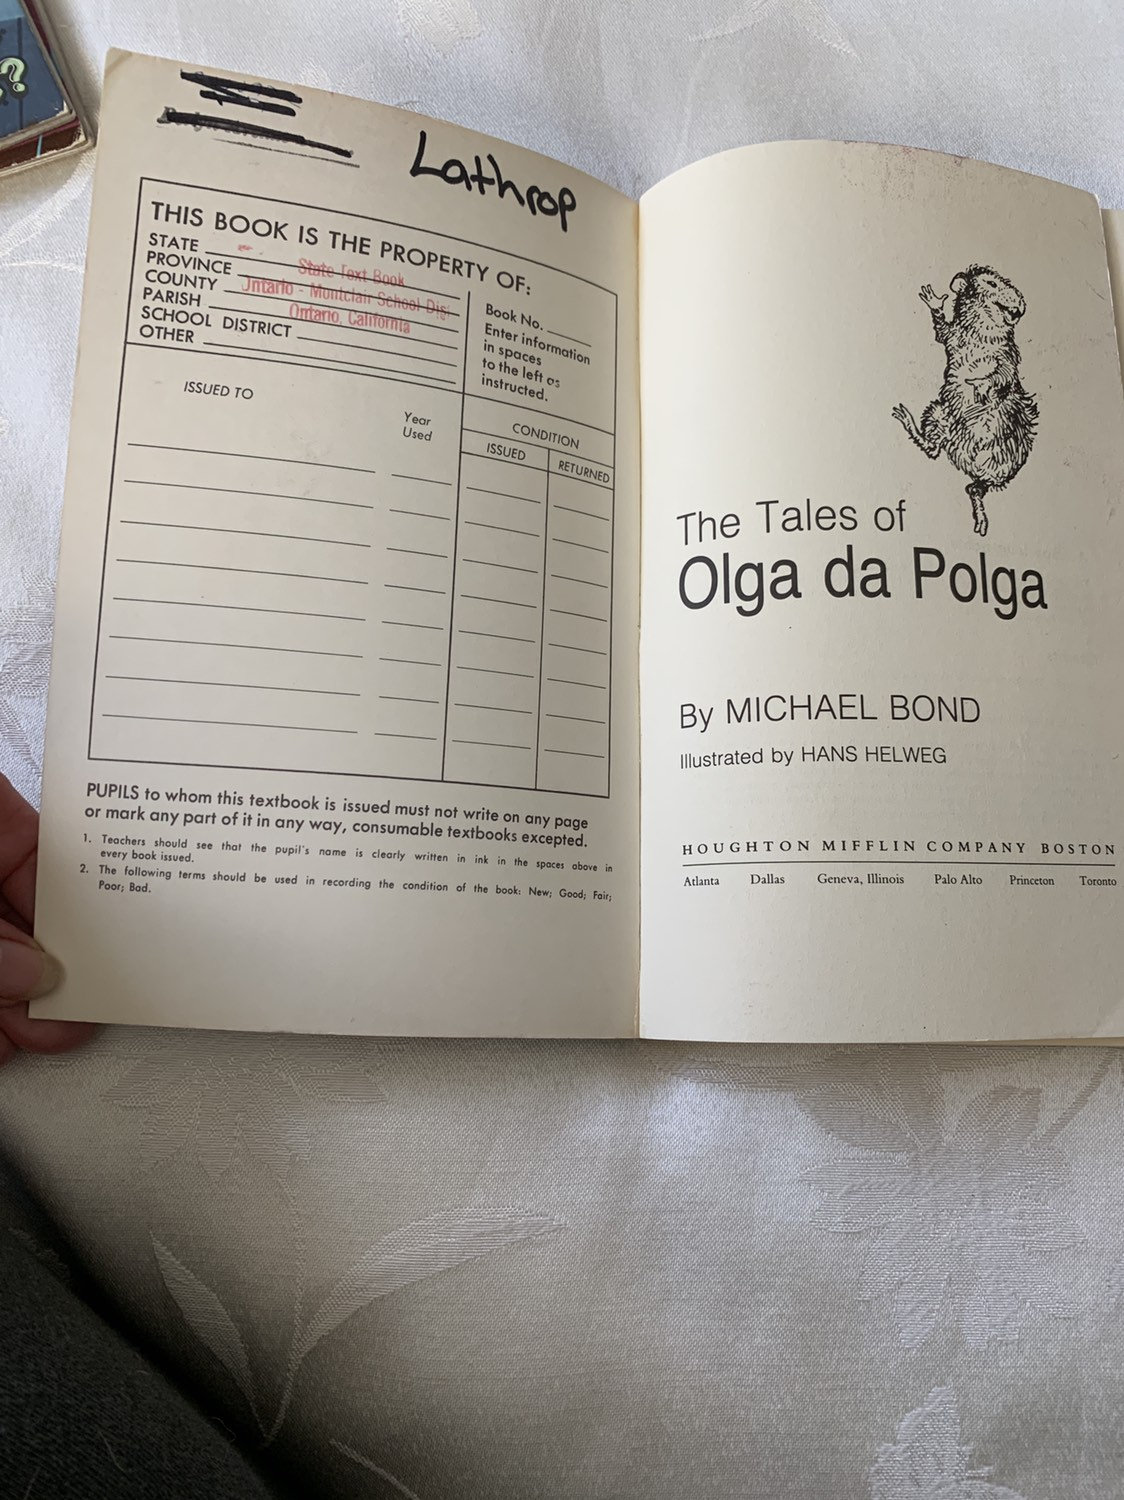 Lathrop
THIS BOOK IS THE PROPERTY OF:
STATE
PROVINCE
COUNTY
PARISH
SCHOOL DISTRICT
OTHER
State Text Book
Ontario - Montclair School Dis
Ontario, California
Book No.
Enter information
in spaces
to the left as
instructed.
ISSUED TO
Year
Used
CONDITION
ISSUED
RETURNED
PUPILS to whom this textbook is issued must not write on any page
or mark any part of it in any way, consumable textbooks excepted.
1. Teachers should see that the pupil's name is clearly written in ink in the spaces above in
every book issued.
2. The following terms should be used in recording the condition of the book: New; Good; Fair;
Poor; Bad.
The Tales of
Olga da Polga
By MICHAEL BOND
Illustrated by HANS HELWEG
HOUGHTON MIFFLIN COMPANY BOSTON
Atlanta Dallas Geneva, Illinois Palo Alto Princeton Toronto